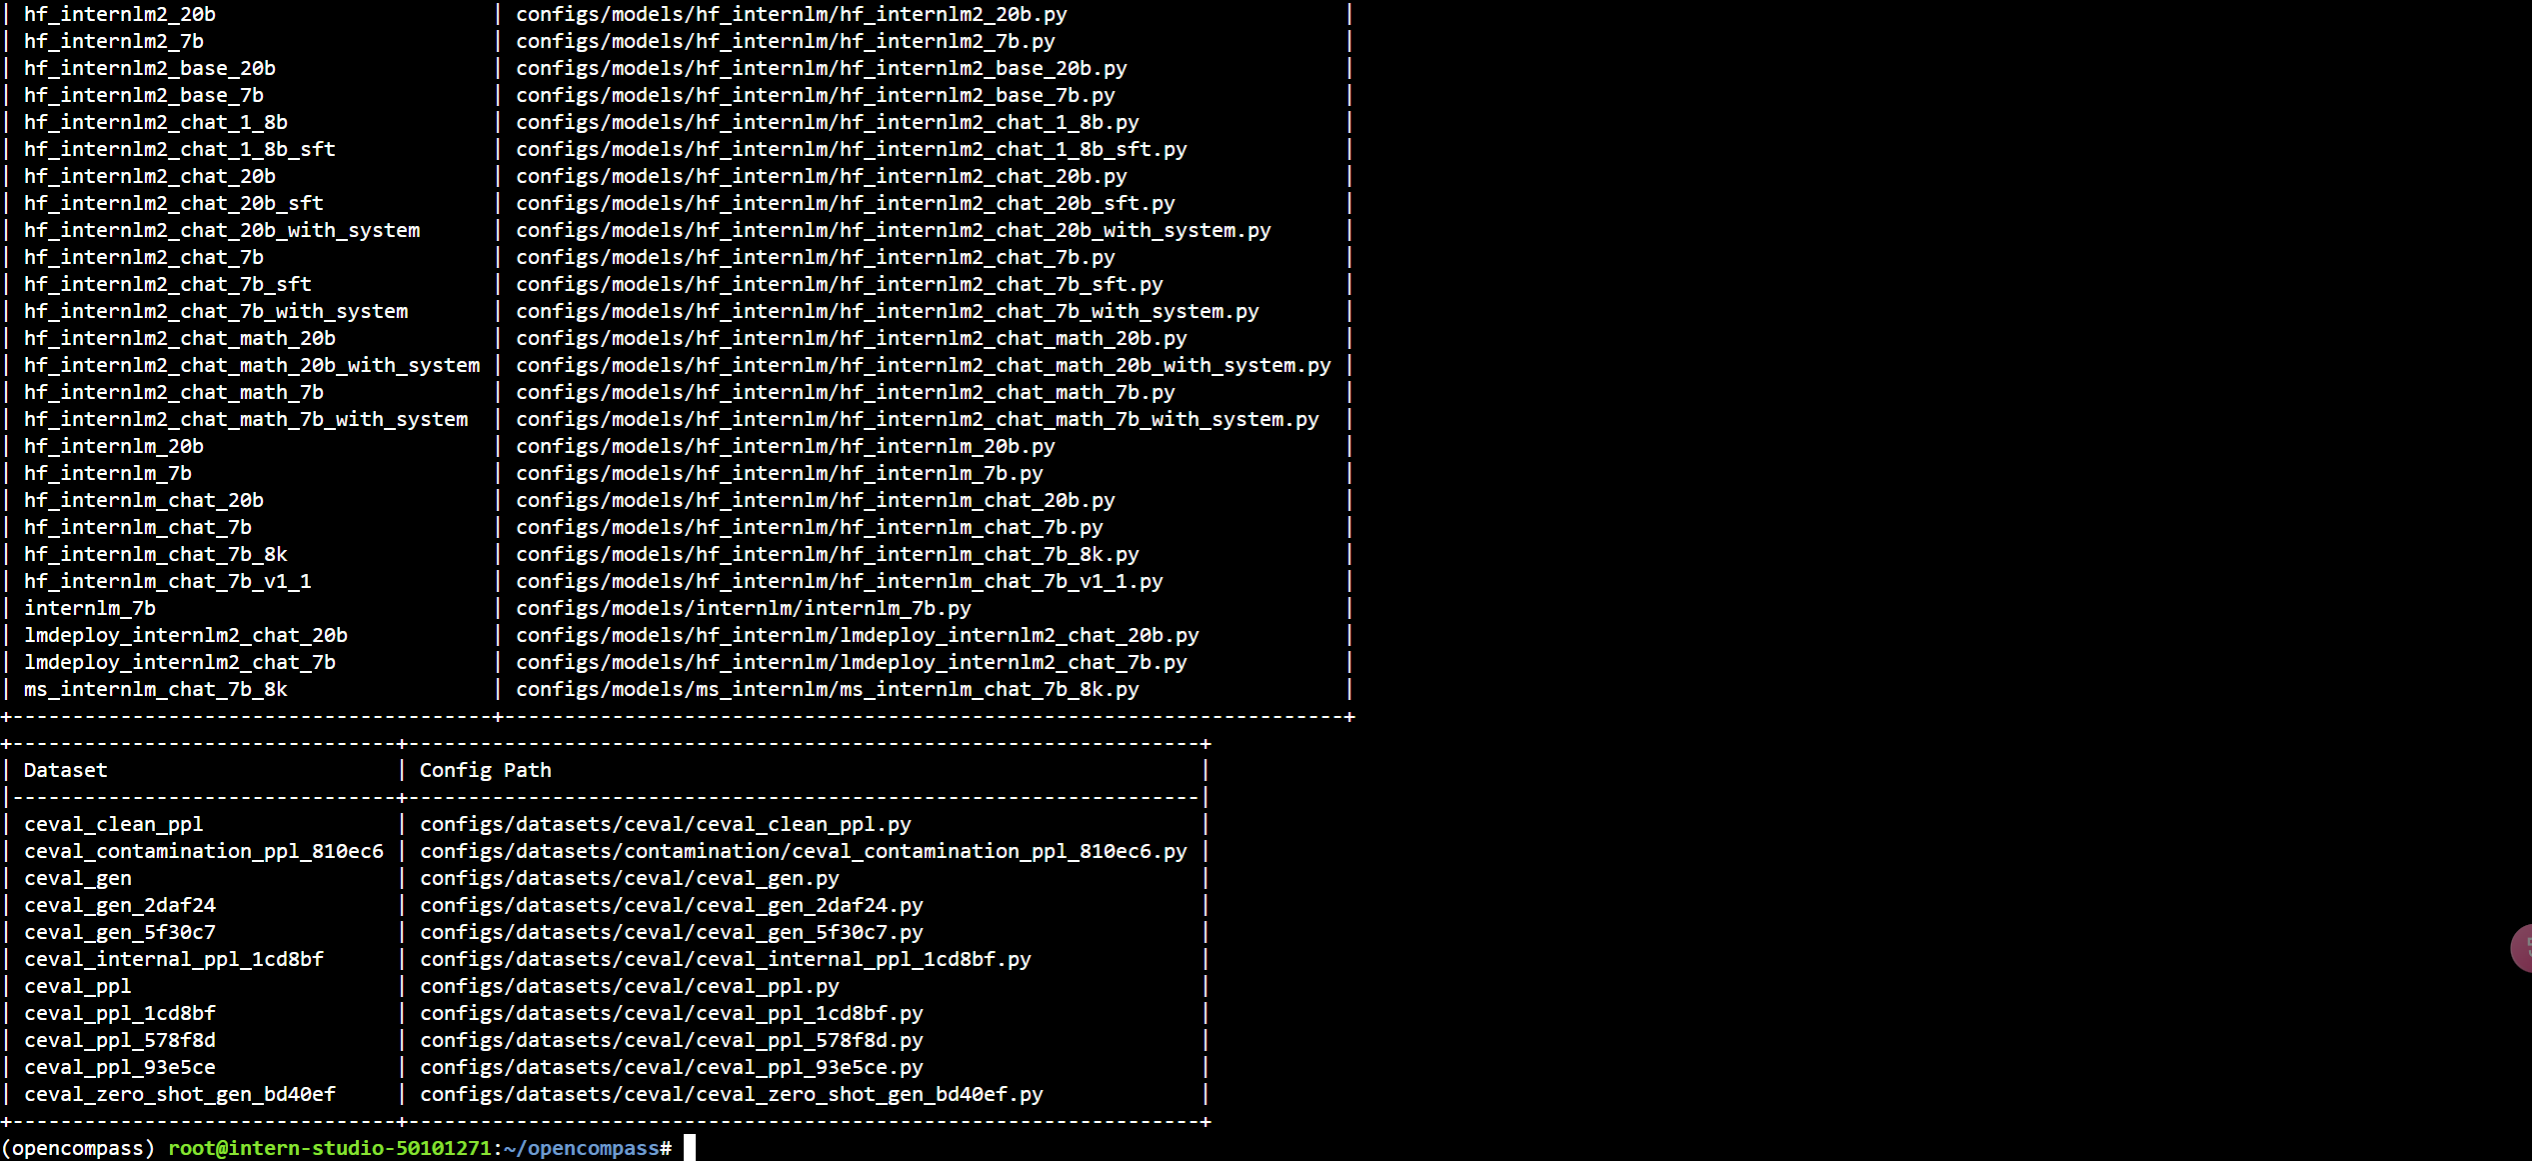 | hf_internlm2_20b                      | configs/models/hf_internlm/hf_internlm2_20b.py                       |
| hf_internlm2_7b                       | configs/models/hf_internlm/hf_internlm2_7b.py                        |
| hf_internlm2_base_20b                 | configs/models/hf_internlm/hf_internlm2_base_20b.py                  |
| hf_internlm2_base_7b                  | configs/models/hf_internlm/hf_internlm2_base_7b.py                   |
| hf_internlm2_chat_1_8b                | configs/models/hf_internlm/hf_internlm2_chat_1_8b.py                 |
| hf_internlm2_chat_1_8b_sft            | configs/models/hf_internlm/hf_internlm2_chat_1_8b_sft.py             |
| hf_internlm2_chat_20b                 | configs/models/hf_internlm/hf_internlm2_chat_20b.py                  |
| hf_internlm2_chat_20b_sft             | configs/models/hf_internlm/hf_internlm2_chat_20b_sft.py              |
| hf_internlm2_chat_20b_with_system     | configs/models/hf_internlm/hf_internlm2_chat_20b_with_system.py      |
| hf_internlm2_chat_7b                  | configs/models/hf_internlm/hf_internlm2_chat_7b.py                   |
| hf_internlm2_chat_7b_sft              | configs/models/hf_internlm/hf_internlm2_chat_7b_sft.py               |
| hf_internlm2_chat_7b_with_system      | configs/models/hf_internlm/hf_internlm2_chat_7b_with_system.py       |
| hf_internlm2_chat_math_20b            | configs/models/hf_internlm/hf_internlm2_chat_math_20b.py             |
| hf_internlm2_chat_math_20b_with_system | configs/models/hf_internlm/hf_internlm2_chat_math_20b_with_system.py |
| hf_internlm2_chat_math_7b             | configs/models/hf_internlm/hf_internlm2_chat_math_7b.py              |
| hf_internlm2_chat_math_7b_with_system | configs/models/hf_internlm/hf_internlm2_chat_math_7b_with_system.py  |
| hf_internlm_20b                       | configs/models/hf_internlm/hf_internlm_20b.py                        |
| hf_internlm_7b                        | configs/models/hf_internlm/hf_internlm_7b.py                         |
| hf_internlm_chat_20b                  | configs/models/hf_internlm/hf_internlm_chat_20b.py                   |
| hf_internlm_chat_7b                   | configs/models/hf_internlm/hf_internlm_chat_7b.py                    |
| hf_internlm_chat_7b_8k                | configs/models/hf_internlm/hf_internlm_chat_7b_8k.py                 |
| hf_internlm_chat_7b_v1_1              | configs/models/hf_internlm/hf_internlm_chat_7b_v1_1.py               |
| internlm_7b                           | configs/models/internlm/internlm_7b.py                               |
| lmdeploy_internlm2_chat_20b           | configs/models/hf_internlm/lmdeploy_internlm2_chat_20b.py            |
| lmdeploy_internlm2_chat_7b            | configs/models/hf_internlm/lmdeploy_internlm2_chat_7b.py             |
| ms_internlm_chat_7b_8k                | configs/models/ms_internlm/ms_internlm_chat_7b_8k.py                 |
+----------------------------------------+----------------------------------------------------------------------+
+--------------------------------+------------------------------------------------------------------+
| Dataset                        | Config Path                                                      |
|--------------------------------+------------------------------------------------------------------|
| ceval_clean_ppl                | configs/datasets/ceval/ceval_clean_ppl.py                        |
| ceval_contamination_ppl_810ec6 | configs/datasets/contamination/ceval_contamination_ppl_810ec6.py |
| ceval_gen                      | configs/datasets/ceval/ceval_gen.py                              |
| ceval_gen_2daf24               | configs/datasets/ceval/ceval_gen_2daf24.py                       |
| ceval_gen_5f30c7               | configs/datasets/ceval/ceval_gen_5f30c7.py                       |
| ceval_internal_ppl_1cd8bf      | configs/datasets/ceval/ceval_internal_ppl_1cd8bf.py              |
| ceval_ppl                      | configs/datasets/ceval/ceval_ppl.py                              |
| ceval_ppl_1cd8bf               | configs/datasets/ceval/ceval_ppl_1cd8bf.py                       |
| ceval_ppl_578f8d               | configs/datasets/ceval/ceval_ppl_578f8d.py                       |
| ceval_ppl_93e5ce               | configs/datasets/ceval/ceval_ppl_93e5ce.py                       |
| ceval_zero_shot_gen_bd40ef     | configs/datasets/ceval/ceval_zero_shot_gen_bd40ef.py             |
+--------------------------------+------------------------------------------------------------------+
(opencompass) root@intern-studio-50101271:~/opencompass#